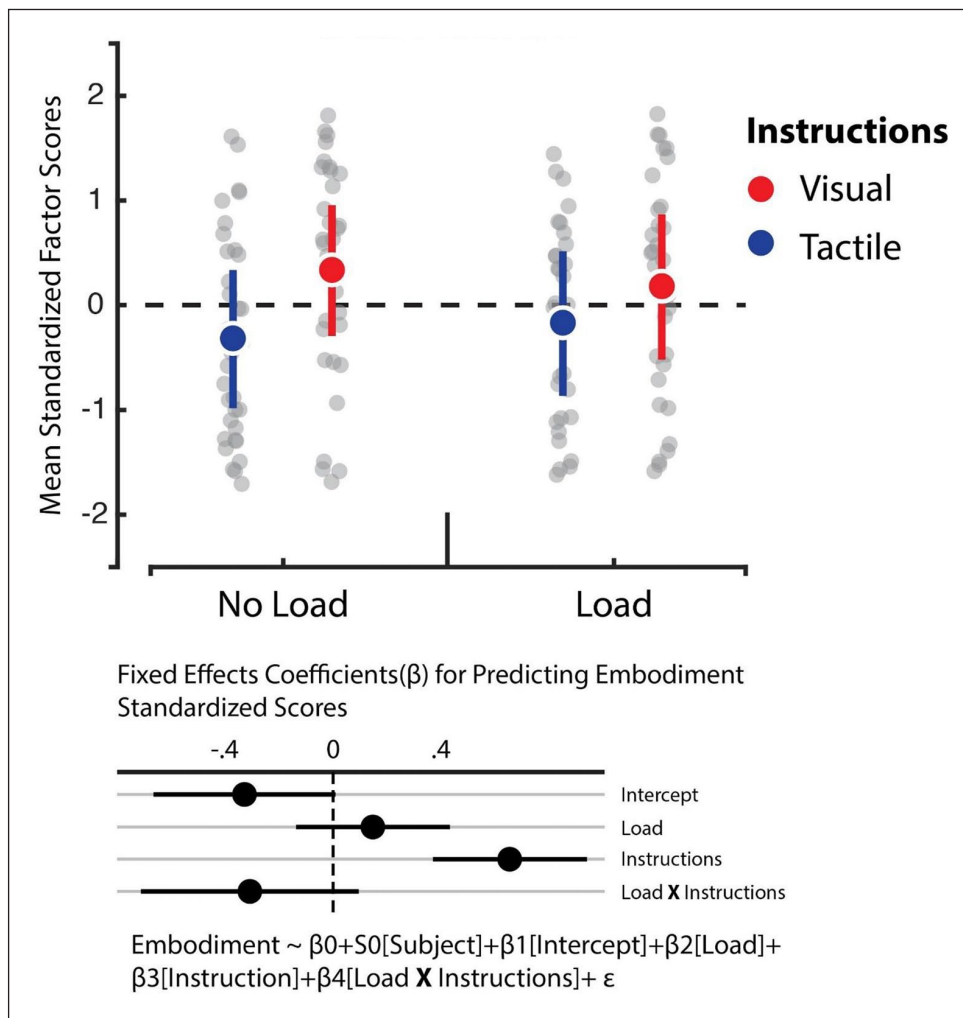 Mean Standardized Factor Scores
2
1
0
-1
-2
No Load
Load
Instructions
Visual
Tactile
Fixed Effects Coefficients(β) for Predicting Embodiment
Standardized Scores
-.4 0 .4
Intercept
Load
Instructions
Load X Instructions
Embodiment ~ β0+S0[Subject]+β1[Intercept]+β2[Load]+
β3[Instruction]+β4[Load X Instructions]+ ε